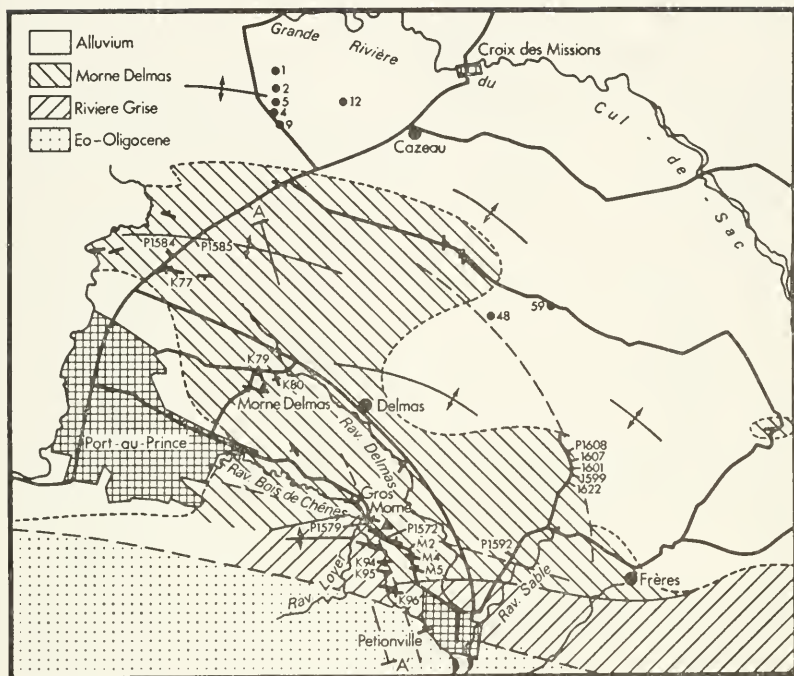 Alluvium
Morne Delmas
Riviere Grise
Eo-Oligocene
Grande
Rivière
du
Cul-de-Sac
Croix des Missions
1
2
5
4
9
12
Cazeau
A
P1584
P1585
K77
48
59
K79
K80
Morne Delmas
Delmas
Port-au-Prince
Rav. Delmas
Rav. Bois de Chênes
Gros
Morne
P1608
1607
1601
1599
1622
P1579
P1572
M2
M4
M5
P1592
K94
K95
K96
Rav. Loyer
Rav. Sable
Frères
Petionville
A'